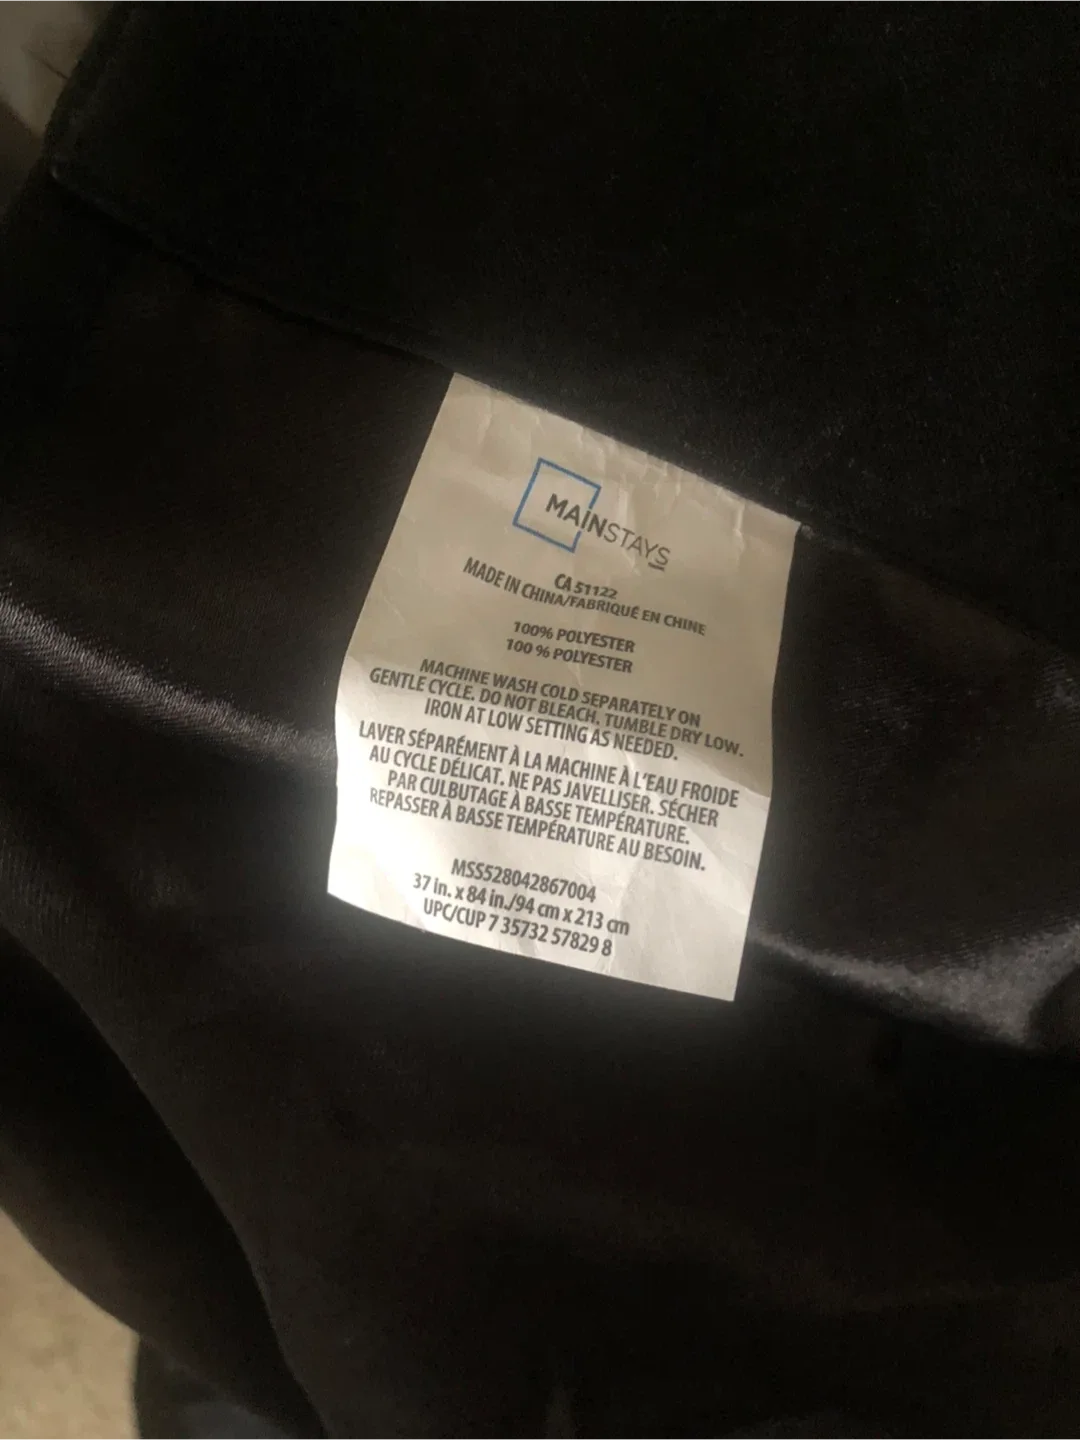 MAINSTAYS
CA 51122
MADE IN CHINA/FABRIQUÉ EN CHINE
100% POLYESTER
100 % POLYESTER
MACHINE WASH COLD SEPARATELY ON
GENTLE CYCLE. DO NOT BLEACH. TUMBLE DRY LOW.
IRON AT LOW SETTING AS NEEDED.
LAVER SÉPARÉMENT À LA MACHINE À L'EAU FROIDE
AU CYCLE DÉLICAT. NE PAS JAVELLISER. SÉCHER
PAR CULBUTAGE À BASSE TEMPÉRATURE.
REPASSER À BASSE TEMPÉRATURE AU BESOIN.
MSS528042867004
37 in. x 84 in./94 cm x 213 cm
UPC/CUP 7 35732 57829 8